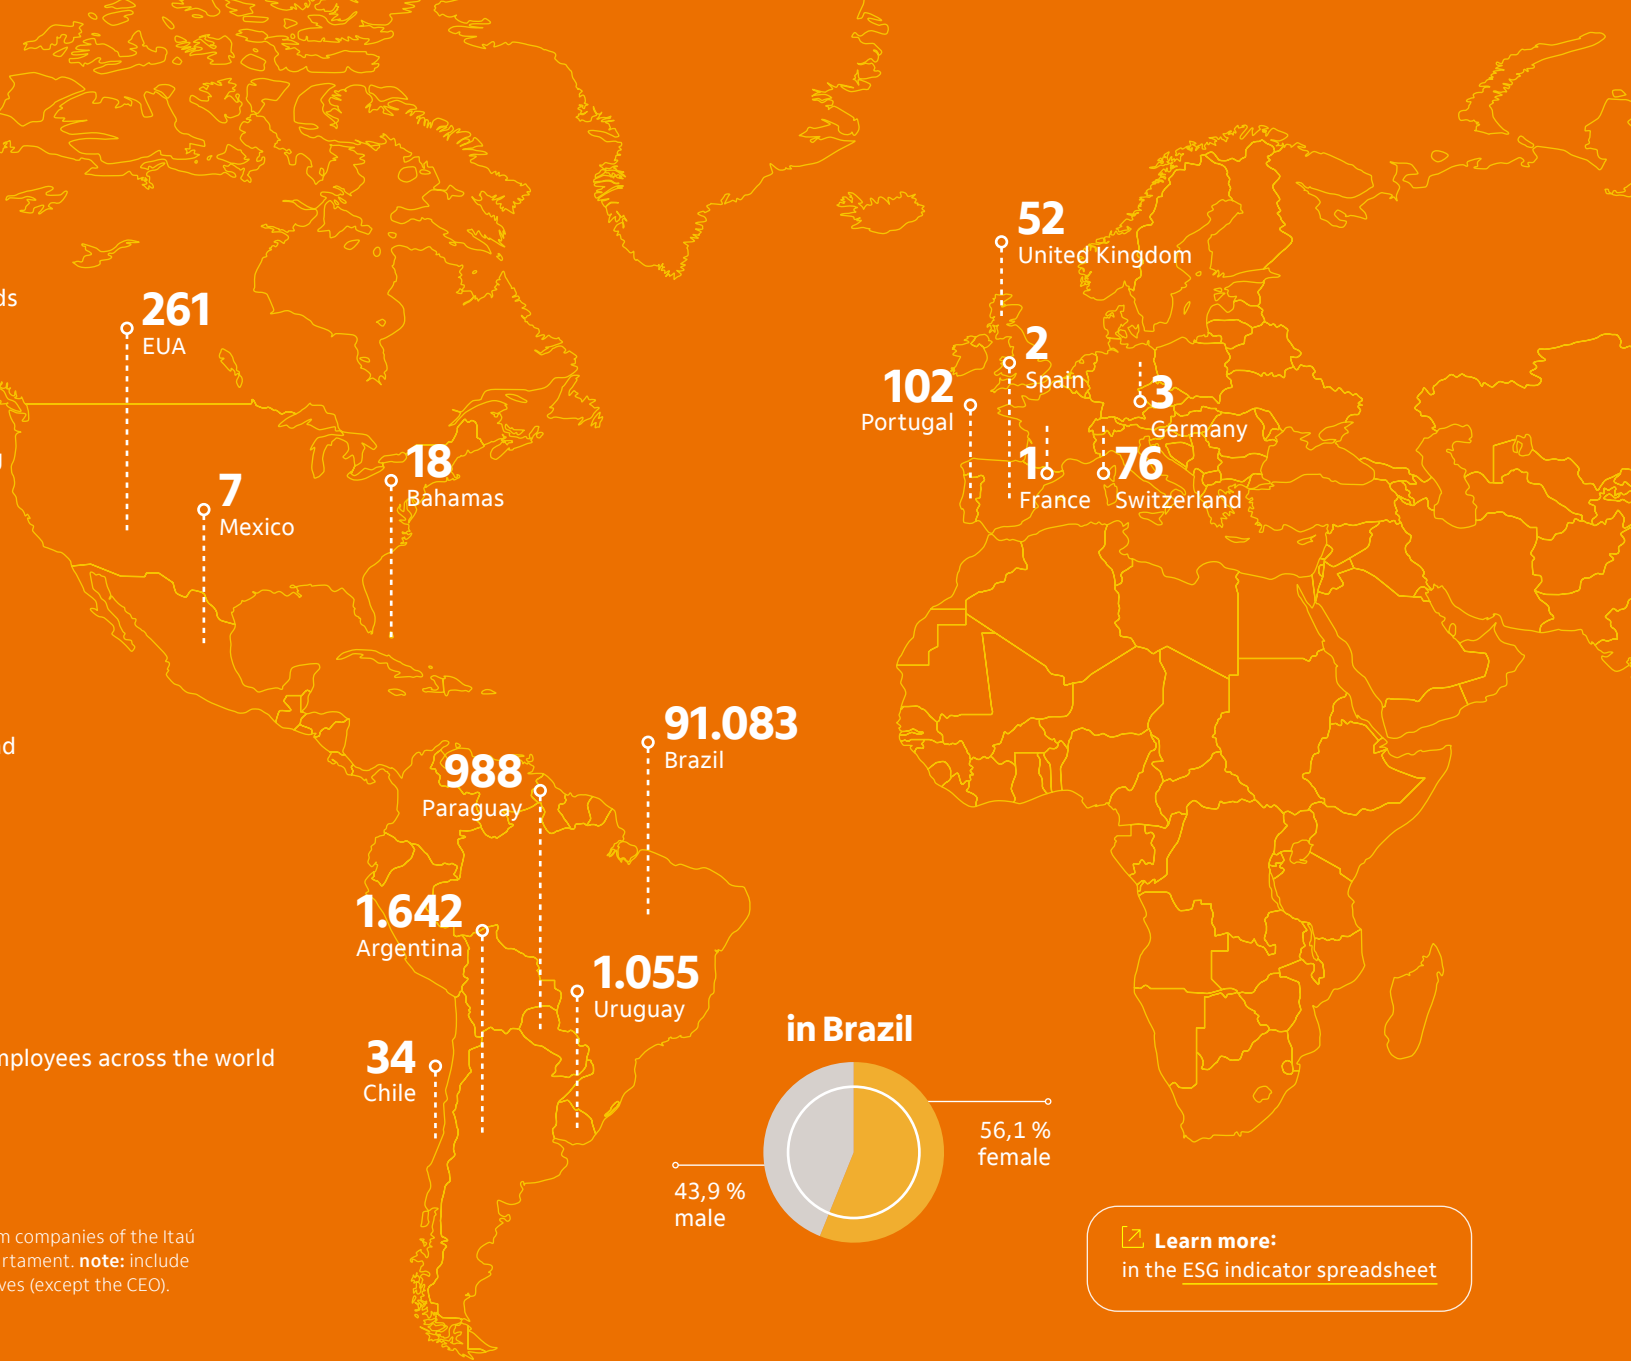 52
United Kingdom
ds
261
EUA
2
Spain
102
Portugal
3
Germany
18
Bahamas
1
France
76
Switzerland
7
Mexico
91.083
Brazil
d
988
Paraguay
1.642
Argentina
1.055
Uruguay
in Brazil
mployees across the world
34
Chile
56,1 %
female
43,9 %
male
m companies of the Itaú
rtament. note: include
ves (except the CEO).
Learn more:
in the ESG indicator spreadsheet